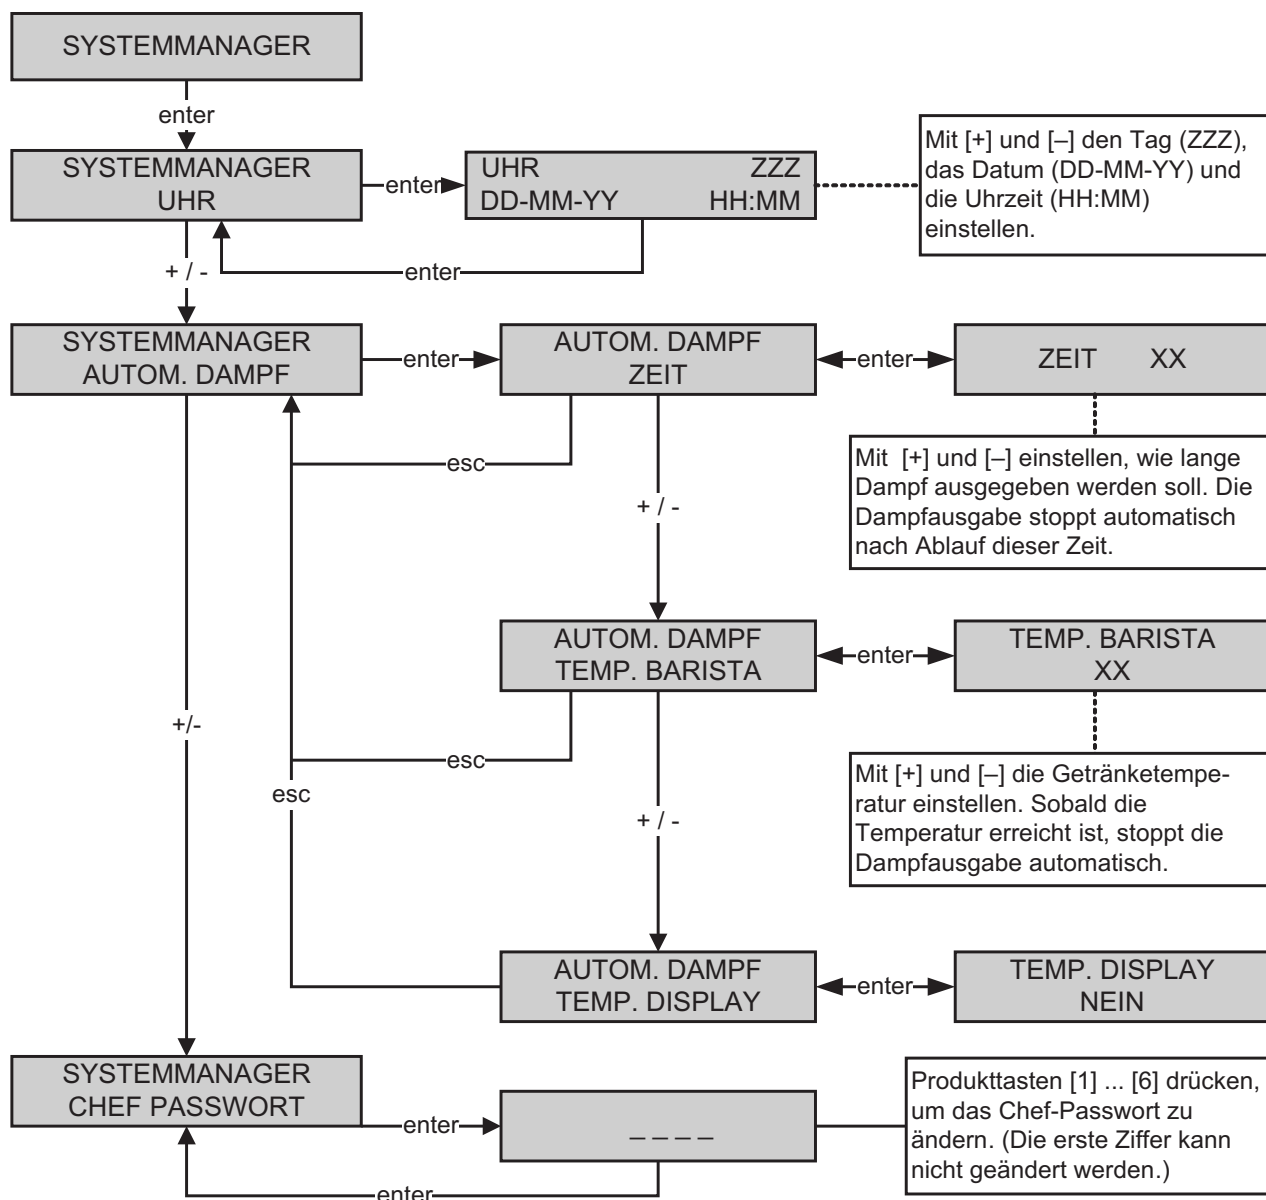 SYSTEMMANAGER
enter
SYSTEMMANAGER
UHR
enter
UHR ZZZ
DD-MM-YY HH:MM
Mit [+] und [–] den Tag (ZZZ),
das Datum (DD-MM-YY) und
die Uhrzeit (HH:MM)
einstellen.
enter
+ / -
SYSTEMMANAGER
AUTOM. DAMPF
enter
AUTOM. DAMPF
ZEIT
enter
ZEIT XX
esc
Mit [+] und [–] einstellen, wie lange
Dampf ausgegeben werden soll. Die
Dampfausgabe stoppt automatisch
nach Ablauf dieser Zeit.
+ / -
AUTOM. DAMPF
TEMP. BARISTA
enter
TEMP. BARISTA
XX
+/-
esc
esc
Mit [+] und [–] die Getränketempe-
ratur einstellen. Sobald die
Temperatur erreicht ist, stoppt die
Dampfausgabe automatisch.
+ / -
AUTOM. DAMPF
TEMP. DISPLAY
enter
TEMP. DISPLAY
NEIN
SYSTEMMANAGER
CHEF PASSWORT
enter
_ _ _ _
Produkttasten [1] ... [6] drücken,
um das Chef-Passwort zu
ändern. (Die erste Ziffer kann
nicht geändert werden.)
enter